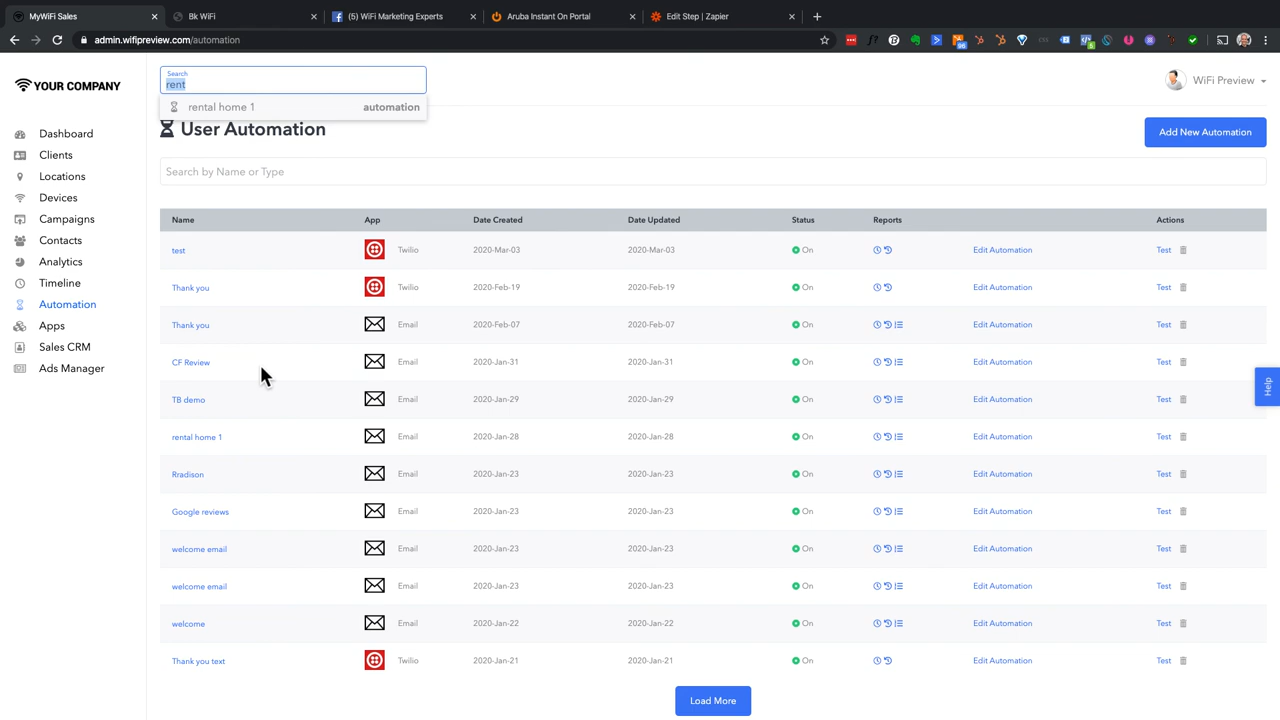 MyWiFi Sales
Bk WiFi
(5) WiFi Marketing Experts
Aruba Instant On Portal
Edit Step | Zapier
admin.wifipreview.com/automation
YOUR COMPANY
Search
rent
rental home 1 automation
WiFi Preview
User Automation
Add New Automation
Search by Name or Type
Dashboard
Clients
Locations
Devices
Campaigns
Contacts
Analytics
Timeline
Automation
Apps
Sales CRM
Ads Manager
Name App Date Created Date Updated Status Reports Actions
test Twilio 2020-Mar-03 2020-Mar-03 On Edit Automation Test
Thank you Twilio 2020-Feb-19 2020-Feb-19 On Edit Automation Test
Thank you Email 2020-Feb-07 2020-Feb-07 On Edit Automation Test
CF Review Email 2020-Jan-31 2020-Jan-31 On Edit Automation Test
TB demo Email 2020-Jan-29 2020-Jan-29 On Edit Automation Test
rental home 1 Email 2020-Jan-28 2020-Jan-28 On Edit Automation Test
Rradison Email 2020-Jan-23 2020-Jan-23 On Edit Automation Test
Google reviews Email 2020-Jan-23 2020-Jan-23 On Edit Automation Test
welcome email Email 2020-Jan-23 2020-Jan-23 On Edit Automation Test
welcome email Email 2020-Jan-23 2020-Jan-23 On Edit Automation Test
welcome Email 2020-Jan-22 2020-Jan-22 On Edit Automation Test
Thank you text Twilio 2020-Jan-21 2020-Jan-21 On Edit Automation Test
Load More
Help